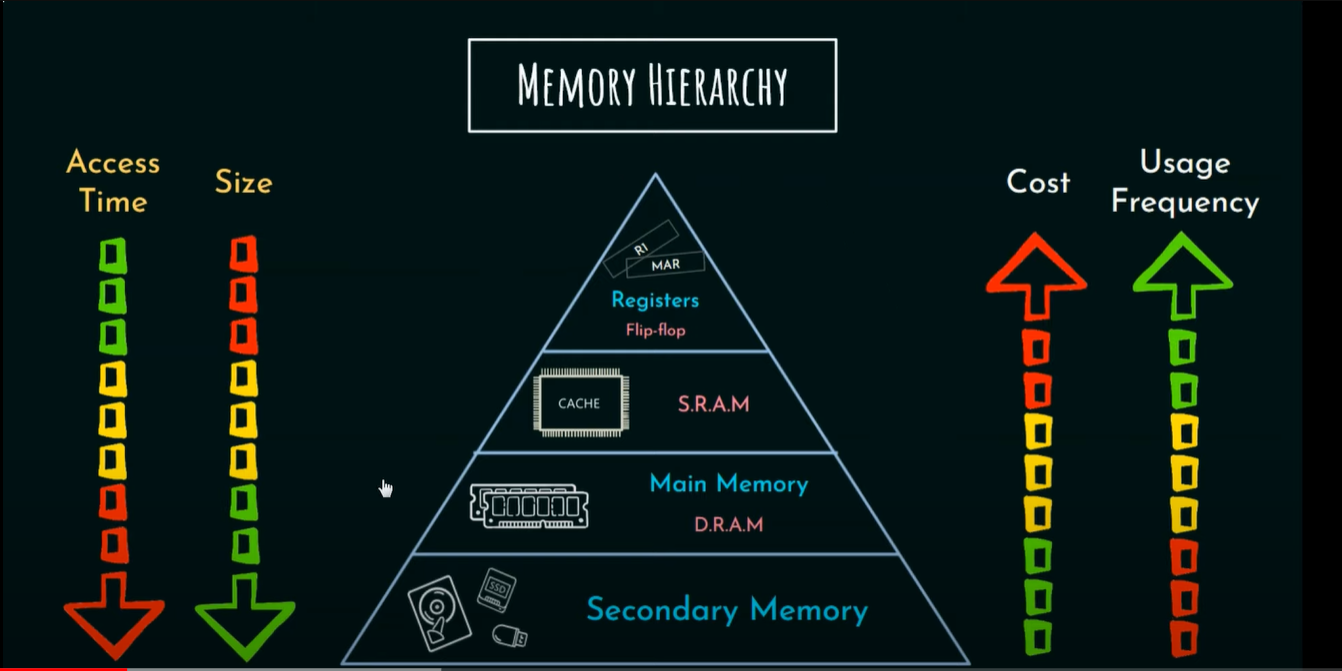 MEMORY HIERARCHY
Access
Time
Size
Cost
Usage
Frequency
R1
MAR
Registers
Flip-flop
CACHE
S.R.A.M
Main Memory
D.R.A.M
SSD
Secondary Memory